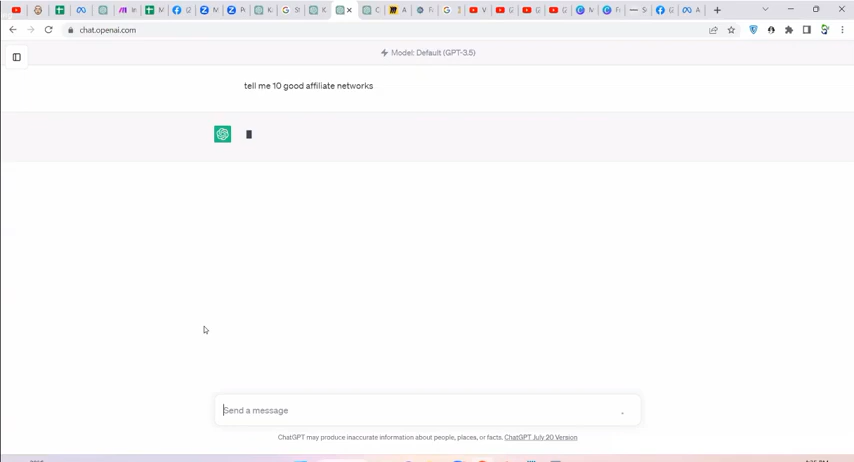 chat.openai.com
Model: Default (GPT-3.5)
tell me 10 good affiliate networks
Send a message
ChatGPT may produce inaccurate information about people, places, or facts. ChatGPT July 20 Version